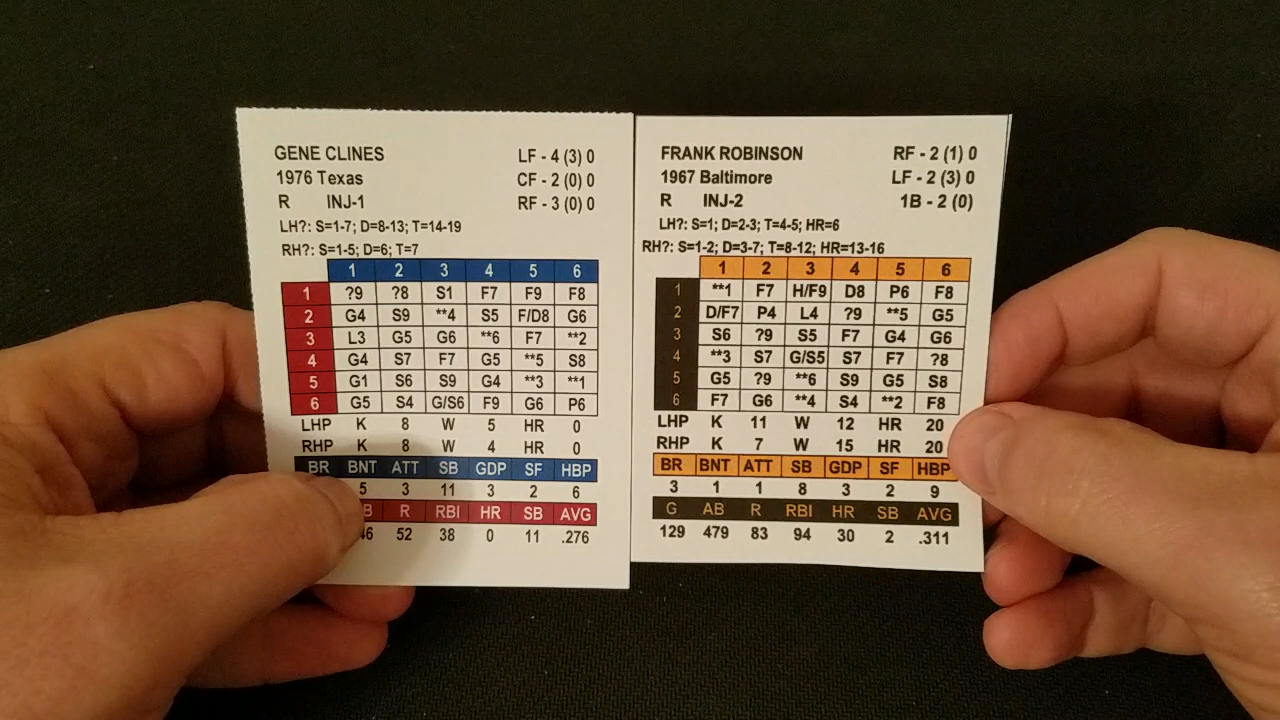 GENE CLINES LF - 4 (3) 0
1976 Texas CF - 2 (0) 0
R INJ-1 RF - 3 (0) 0
LH?: S=1-7; D=8-13; T=14-19
RH?: S=1-5; D=6; T=7
1 2 3 4 5 6
1 ?9 ?8 S1 F7 F9 F8
2 G4 S9 **4 S5 F/D8 G6
3 L3 G5 G6 **6 F7 **2
4 G4 S7 F7 G5 **5 S8
5 G1 S6 S9 G4 **3 **1
6 G5 S4 G/S6 F9 G6 P6
LHP K 8 W 5 HR 0
RHP K 8 W 4 HR 0
BR BNT ATT SB GDP SF HBP
5 3 11 3 2 6
R RBI HR SB AVG
52 38 0 11 .276
FRANK ROBINSON RF - 2 (1) 0
1967 Baltimore LF - 2 (3) 0
R INJ-2 1B - 2 (0)
LH?: S=1; D=2-3; T=4-5; HR=6
RH?: S=1-2; D=3-7; T=8-12; HR=13-16
1 2 3 4 5 6
1 **1 F7 H/F9 D8 P6 F8
2 D/F7 P4 L4 ?9 **5 G5
3 S6 ?9 S5 F7 G4 G6
4 **3 S7 G/S5 S7 F7 ?8
5 G5 ?9 **6 S9 G5 S8
6 F7 G6 **4 S4 **2 F8
LHP K 11 W 12 HR 20
RHP K 7 W 15 HR 20
BR BNT ATT SB GDP SF HBP
3 1 1 8 3 2 9
G AB R RBI HR SB AVG
129 479 83 94 30 2 .311